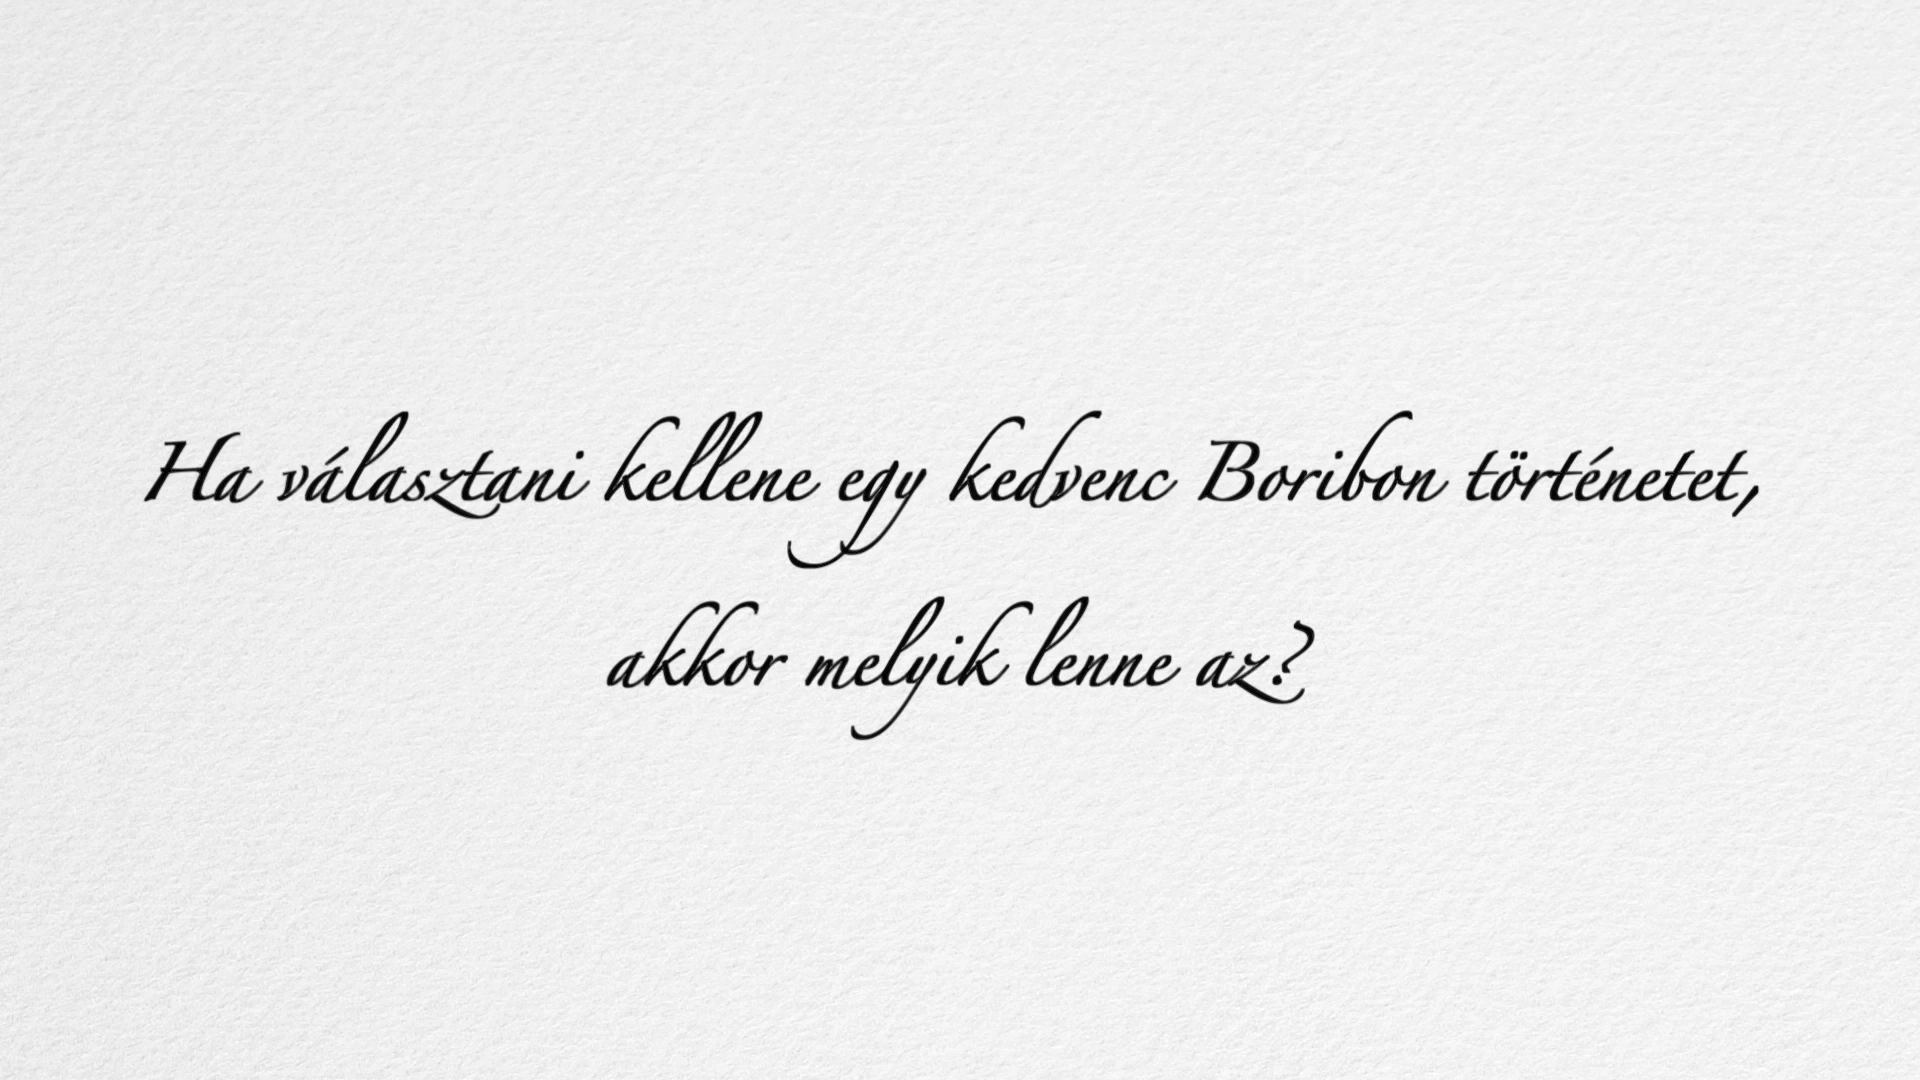 Ha választani kellene egy kedvenc Boribon történetet,
akkor melyik lenne az?